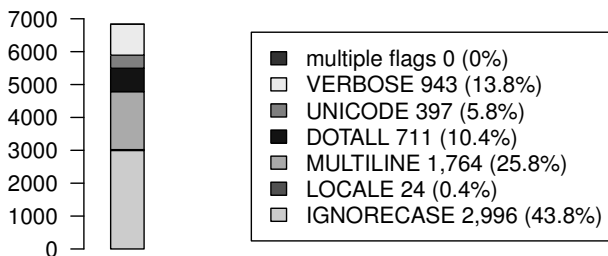 7000
6000
5000
4000
3000
2000
1000
0
multiple flags 0 (0%)
VERBOSE 943 (13.8%)
UNICODE 397 (5.8%)
DOTALL 711 (10.4%)
MULTILINE 1,764 (25.8%)
LOCALE 24 (0.4%)
IGNORECASE 2,996 (43.8%)